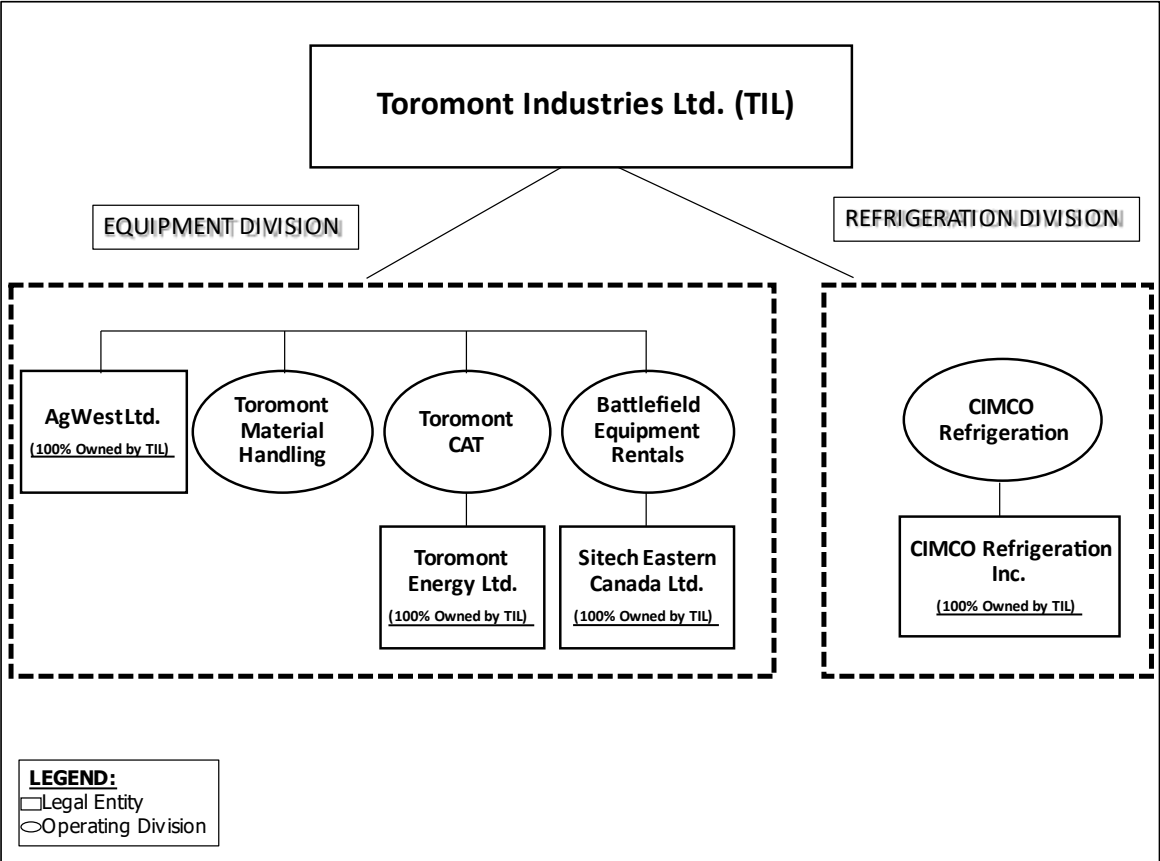 Toromont Industries Ltd. (TIL)
EQUIPMENT DIVISION
REFRIGERATION DIVISION
AgWest Ltd.
(100% Owned by TIL)
Toromont
Material
Handling
Toromont
CAT
Battlefield
Equipment
Rentals
CIMCO
Refrigeration
Toromont
Energy Ltd.
(100% Owned by TIL)
Sitech Eastern
Canada Ltd.
(100% Owned by TIL)
CIMCO Refrigeration
Inc.
(100% Owned by TIL)
LEGEND:
Legal Entity
Operating Division